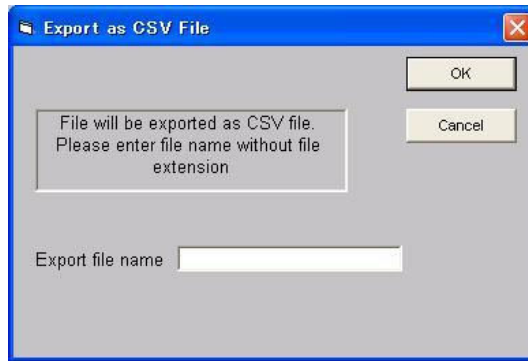 Export as CSV File
OK
File will be exported as CSV file.
Please enter file name without file
extension
Cancel
Export file name